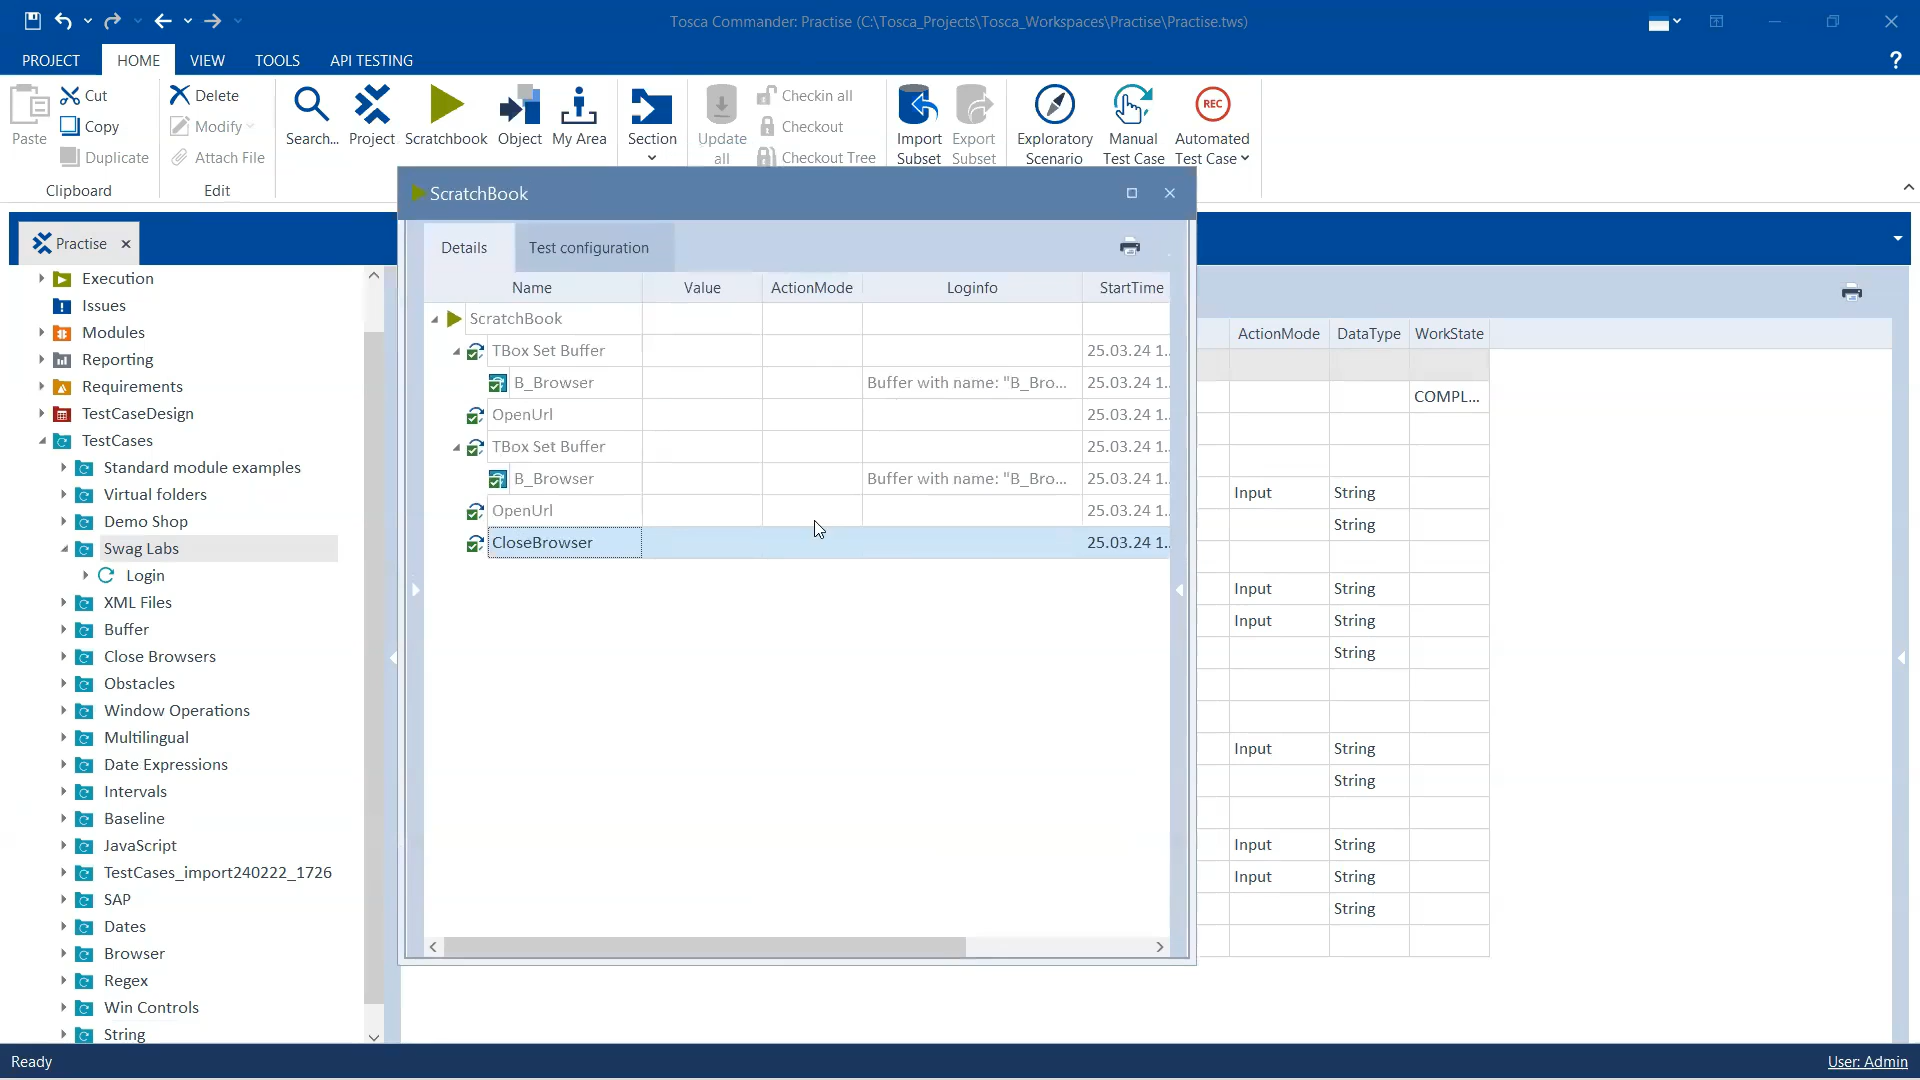 Tosca Commander: Practise (C:\Tosca_Projects\Tosca_Workspaces\Practise\Practise.tws)
PROJECT HOME VIEW TOOLS API TESTING ?
Paste
Cut
Copy
Duplicate
Clipboard
Delete
Modify
Attach File
Edit
Search...
Project
Scratchbook
Object
My Area
Section
Update all
Checkin all
Checkout
Checkout Tree
Import Subset
Export Subset
Exploratory Scenario
Manual Test Case
REC
Automated Test Case
Practise
Execution
Issues
Modules
Reporting
Requirements
TestCaseDesign
TestCases
Standard module examples
Virtual folders
Demo Shop
Swag Labs
Login
XML Files
Buffer
Close Browsers
Obstacles
Window Operations
Multilingual
Date Expressions
Intervals
Baseline
JavaScript
TestCases_import240222_1726
SAP
Dates
Browser
Regex
Win Controls
String
ScratchBook
Details Test configuration
Name Value ActionMode Loginfo StartTime
ScratchBook
TBox Set Buffer 25.03.24 1..
B_Browser Buffer with name: "B_Bro... 25.03.24 1..
OpenUrl 25.03.24 1..
TBox Set Buffer 25.03.24 1..
B_Browser Buffer with name: "B_Bro... 25.03.24 1..
OpenUrl 25.03.24 1..
CloseBrowser 25.03.24 1..
ActionMode DataType WorkState
COMPL...
Input String
String
Input String
Input String
String
Input String
String
Input String
Input String
String
Ready
User: Admin